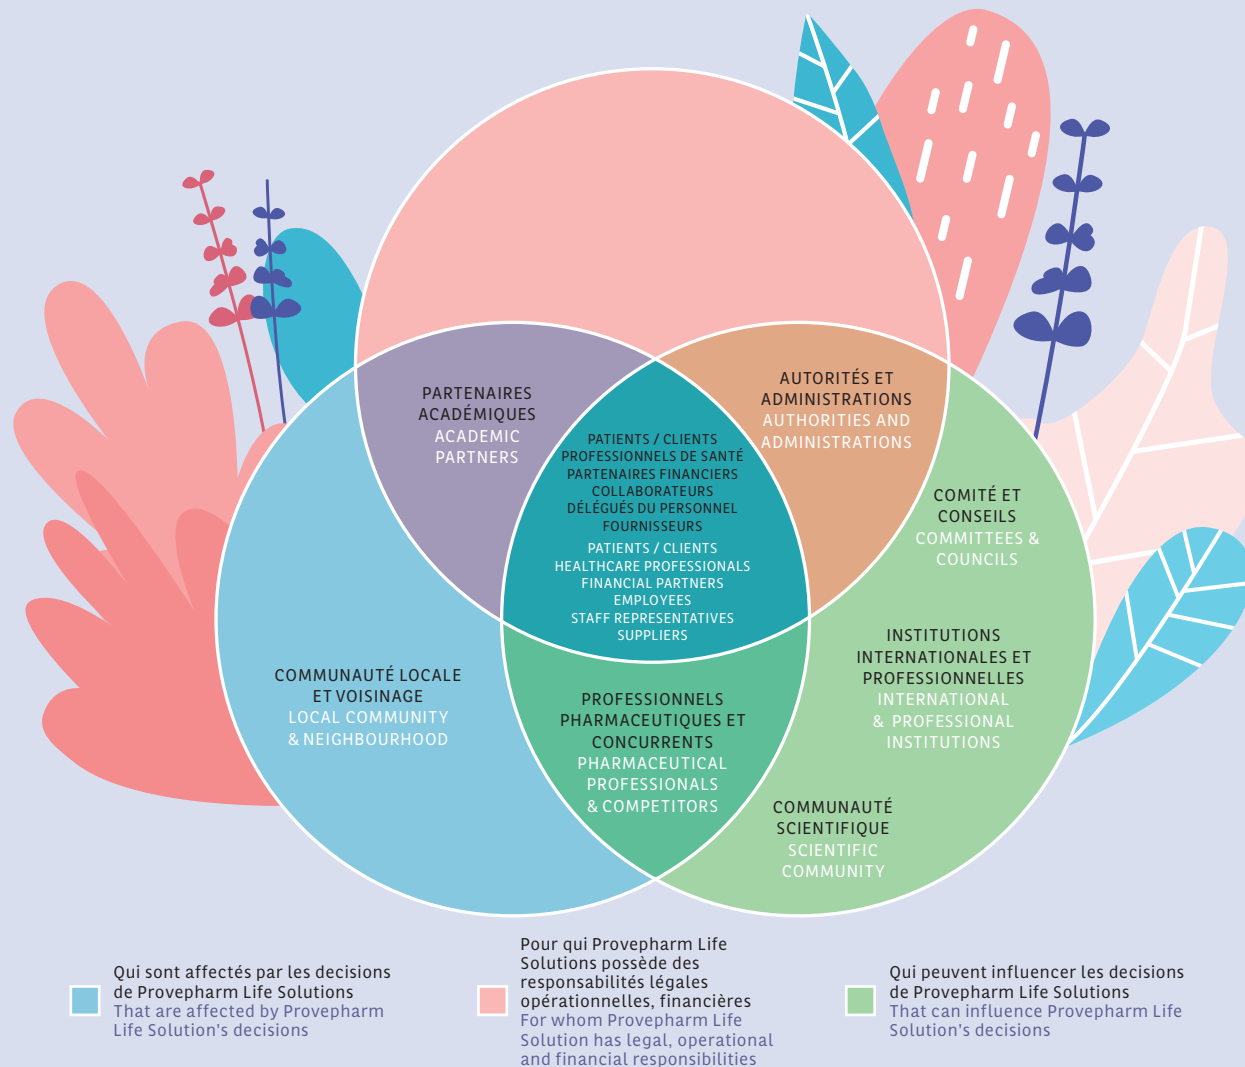 PARTENAIRES
ACADÉMIQUES
ACADEMIC
PARTNERS
AUTORITÉS ET
ADMINISTRATIONS
AUTHORITIES AND
ADMINISTRATIONS
PATIENTS / CLIENTS
PROFESSIONNELS DE SANTÉ
PARTENAIRES FINANCIERS
COLLABORATEURS
DÉLÉGUÉS DU PERSONNEL
FOURNISSEURS
PATIENTS / CLIENTS
HEALTHCARE PROFESSIONALS
FINANCIAL PARTNERS
EMPLOYEES
STAFF REPRESENTATIVES
SUPPLIERS
COMITÉ ET
CONSEILS
COMMITTEES &
COUNCILS
INSTITUTIONS
INTERNATIONALES ET
PROFESSIONNELLES
INTERNATIONAL
& PROFESSIONAL
INSTITUTIONS
COMMUNAUTÉ LOCALE
ET VOISINAGE
LOCAL COMMUNITY
& NEIGHBOURHOOD
PROFESSIONNELS
PHARMACEUTIQUES ET
CONCURRENTS
PHARMACEUTICAL
PROFESSIONALS
& COMPETITORS
COMMUNAUTÉ
SCIENTIFIQUE
SCIENTIFIC
COMMUNITY
Qui sont affectés par les decisions
de Provepharm Life Solutions
That are affected by Provepharm
Life Solution's decisions
Pour qui Provepharm Life
Solutions possède des
responsabilités légales
opérationnelles, financières
For whom Provepharm Life
Solution has legal, operational
and financial responsibilities
Qui peuvent influencer les decisions
de Provepharm Life Solutions
That can influence Provepharm Life
Solution's decisions